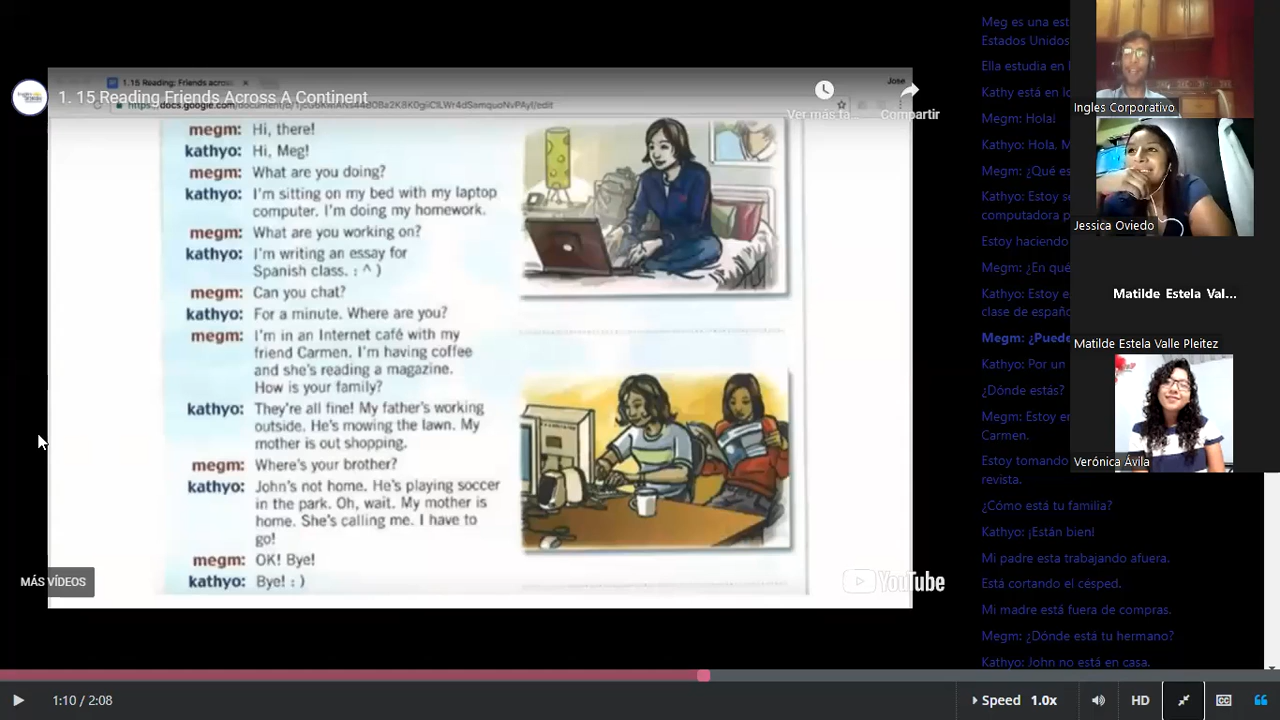 1.15 Reading: Friends across
Jose
1. 15 Reading Friends Across A Continent
Ver más ta...
Compartir
megm: Hi, there!
kathyo: Hi, Meg!
megm: What are you doing?
kathyo: I'm sitting on my bed with my laptop
computer. I'm doing my homework.
megm: What are you working on?
kathyo: I'm writing an essay for
Spanish class. : ^ )
megm: Can you chat?
kathyo: For a minute. Where are you?
megm: I'm in an Internet café with my
friend Carmen. I'm having coffee
and she's reading a magazine.
How is your family?
kathyo: They're all fine! My father's working
outside. He's mowing the lawn. My
mother is out shopping.
megm: Where's your brother?
kathyo: John's not home. He's playing soccer
in the park. Oh, wait. My mother is
home. She's calling me. I have to
go!
megm: OK! Bye!
kathyo: Bye! : )
MÁS VÍDEOS
YouTube
Meg es una est
Estados Unidos
Ella estudia en
Kathy está en lo
Megm: Hola!
Kathyo: Hola, M
Megm: ¿Qué es
Kathyo: Estoy se
computadora p
Estoy haciendo
Megm: ¿En qué
Kathyo: Estoy e
clase de españo
Megm: ¿Puede
Kathyo: Por un
¿Dónde estás?
Megm: Estoy en
Carmen.
Estoy tomando
revista.
¿Cómo está tu familia?
Kathyo: ¡Están bien!
Mi padre esta trabajando afuera.
Está cortando el césped.
Mi madre está fuera de compras.
Megm: ¿Dónde está tu hermano?
Kathyo: John no está en casa.
Ingles Corporativo
Jessica Oviedo
Matilde Estela Val...
Matilde Estela Valle Pleitez
Verónica Ávila
1:10 / 2:08
Speed 1.0x
HD